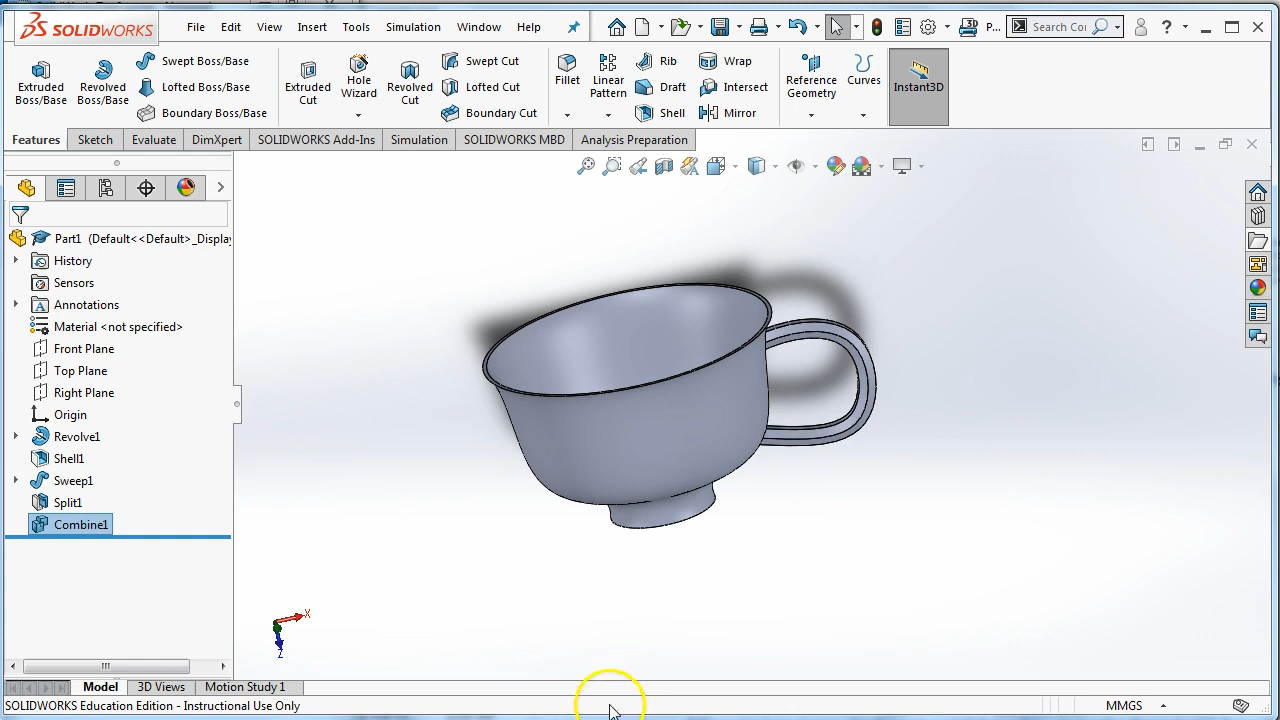 SOLIDWORKS File Edit View Insert Tools Simulation Window Help P... Search Co ?
Extruded Boss/Base
Revolved Boss/Base
Swept Boss/Base
Lofted Boss/Base
Boundary Boss/Base
Extruded Cut
Hole Wizard
Revolved Cut
Swept Cut
Lofted Cut
Boundary Cut
Fillet
Linear Pattern
Rib
Draft
Shell
Wrap
Intersect
Mirror
Reference Geometry
Curves
Instant3D
Features Sketch Evaluate DimXpert SOLIDWORKS Add-Ins Simulation SOLIDWORKS MBD Analysis Preparation
Part1 (Default<<Default>_Display
History
Sensors
Annotations
Material <not specified>
Front Plane
Top Plane
Right Plane
Origin
Revolve1
Shell1
Sweep1
Split1
Combine1
X
Z
Model 3D Views Motion Study 1
SOLIDWORKS Education Edition - Instructional Use Only MMGS